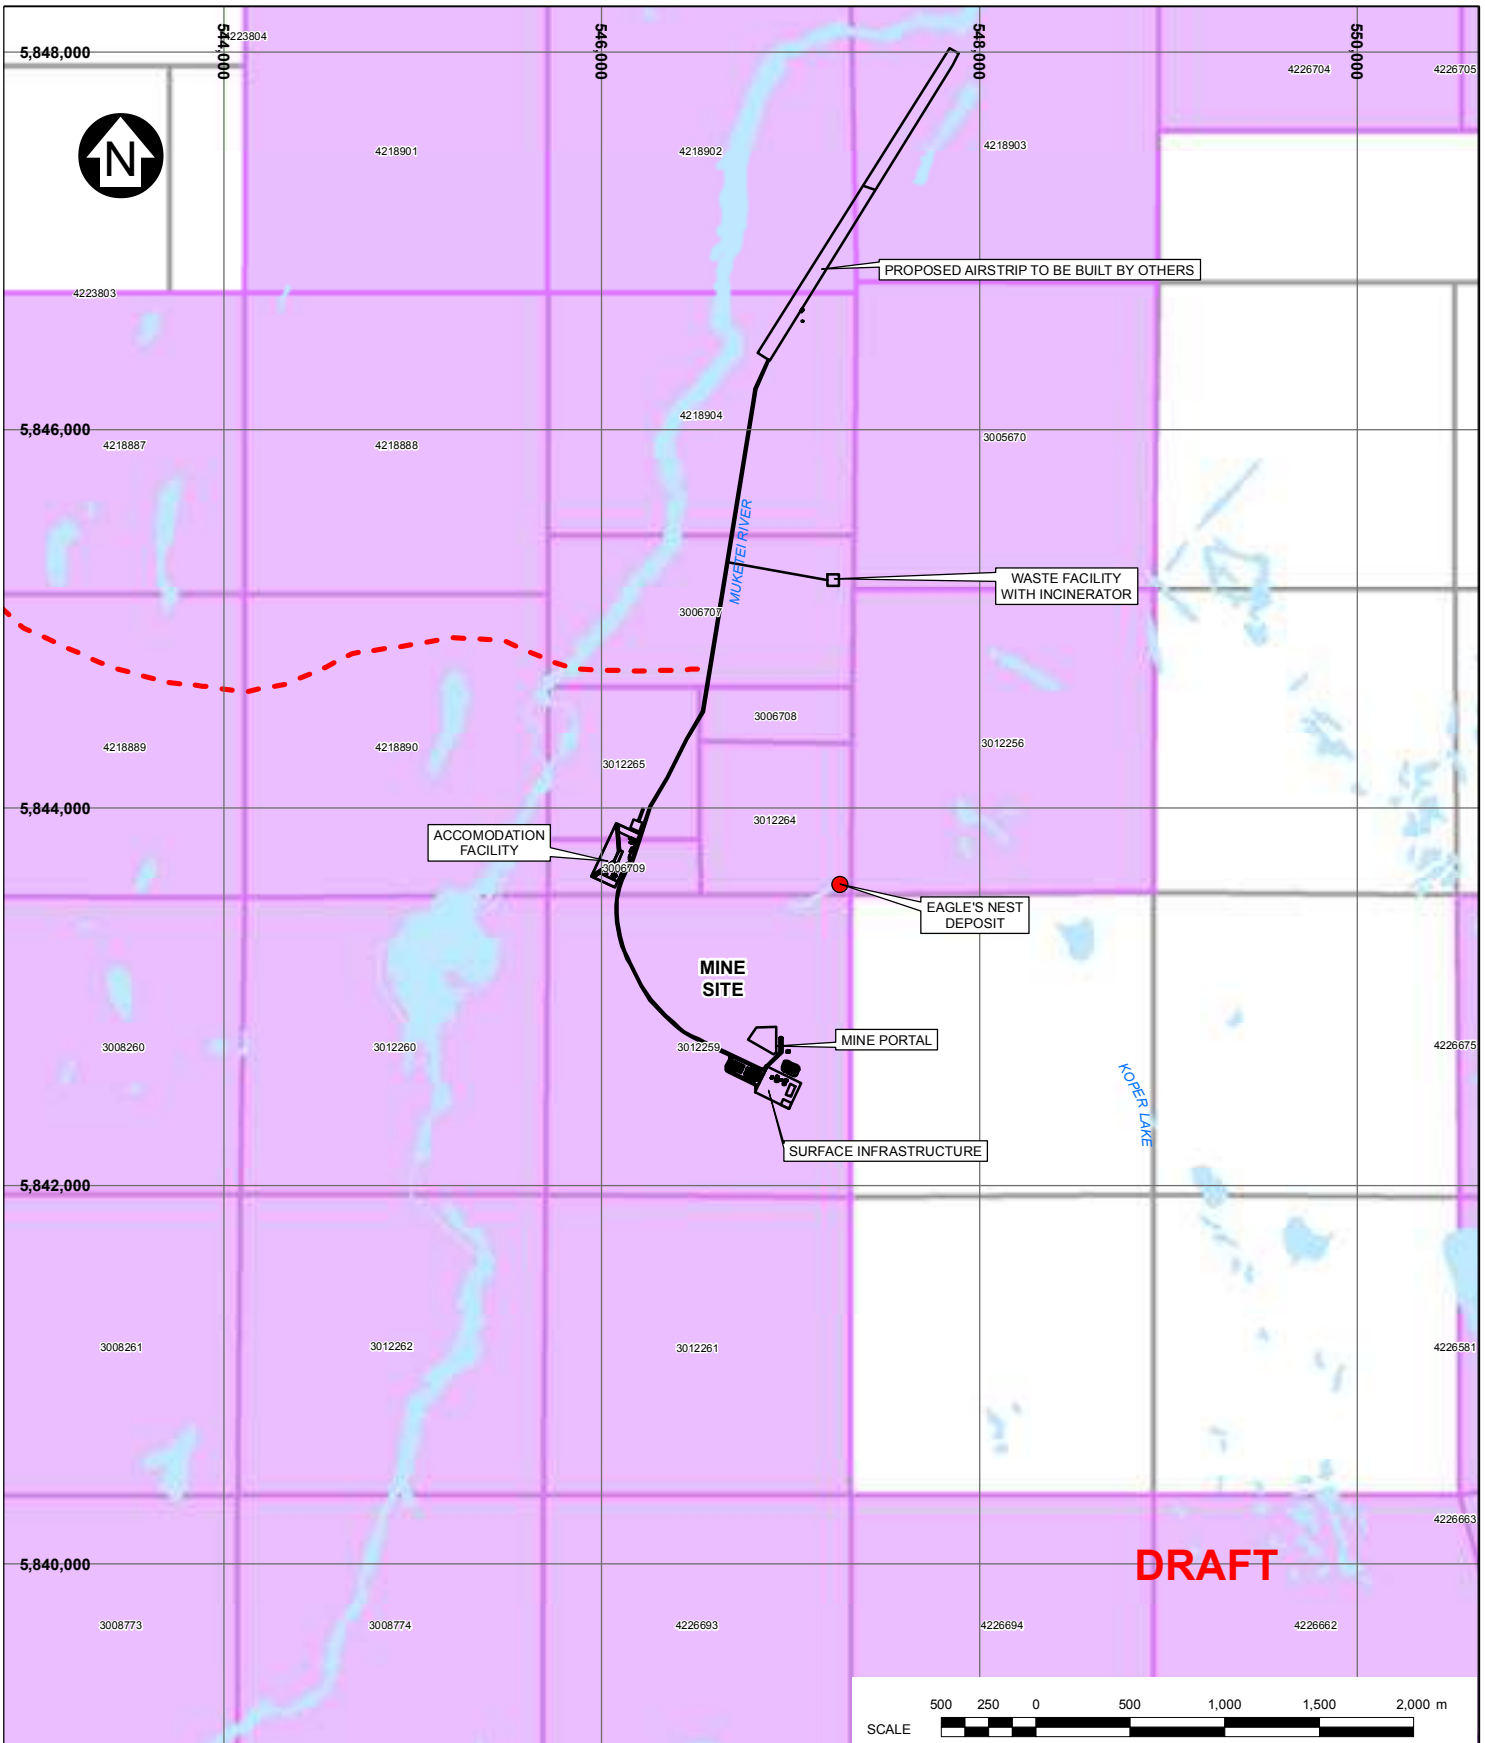 544,000
546,000
548,000
550,000
4223804
5,848,000
4226704
4226705
N
4218901
4218902
4218903
PROPOSED AIRSTRIP TO BE BUILT BY OTHERS
4223803
4218904
5,846,000
4218887
4218888
3005670
MUKETEI RIVER
WASTE FACILITY
WITH INCINERATOR
3006707
3006708
4218889
4218890
3012256
3012265
5,844,000
3012264
ACCOMODATION
FACILITY
3006709
EAGLE'S NEST
DEPOSIT
MINE
SITE
MINE PORTAL
3008260
3012260
3012259
4226675
KOPER LAKE
SURFACE INFRASTRUCTURE
5,842,000
3008261
3012262
3012261
4226581
4226663
5,840,000
DRAFT
3008773
3008774
4226693
4226694
4226662
500 250 0 500 1,000 1,500 2,000 m
SCALE